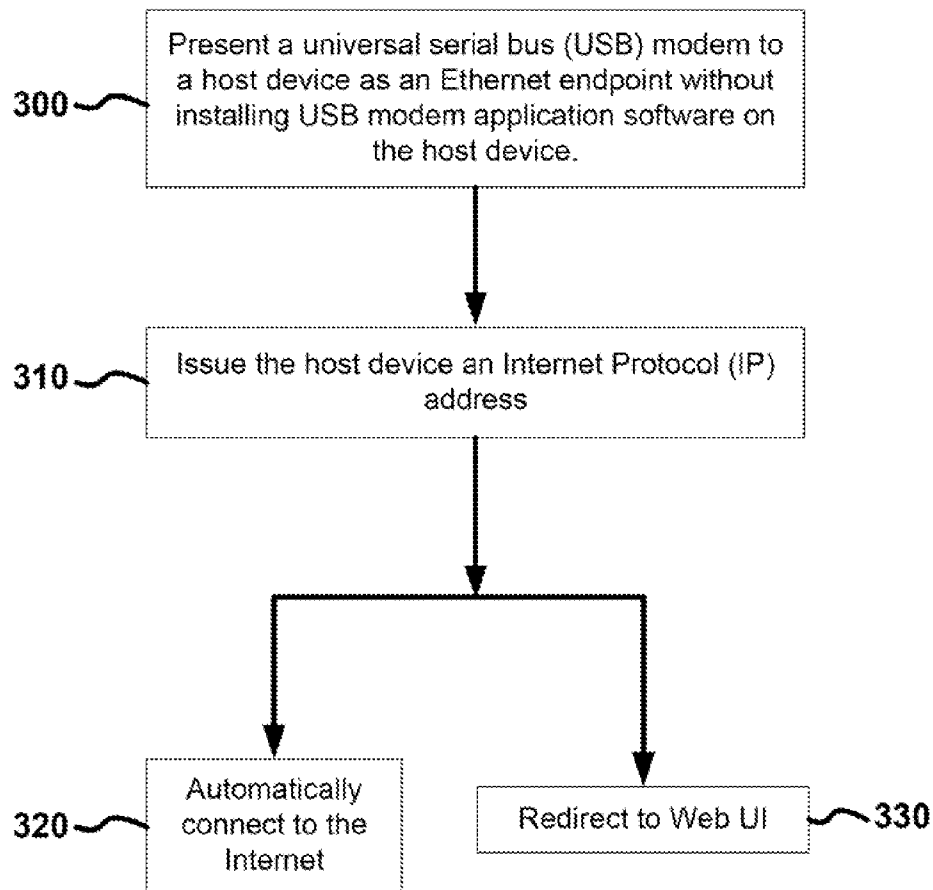 300
Present a universal serial bus (USB) modem to
a host device as an Ethernet endpoint without
installing USB modem application software on
the host device.
310
Issue the host device an Internet Protocol (IP)
address
320
Automatically
connect to the
Internet
Redirect to Web UI
330